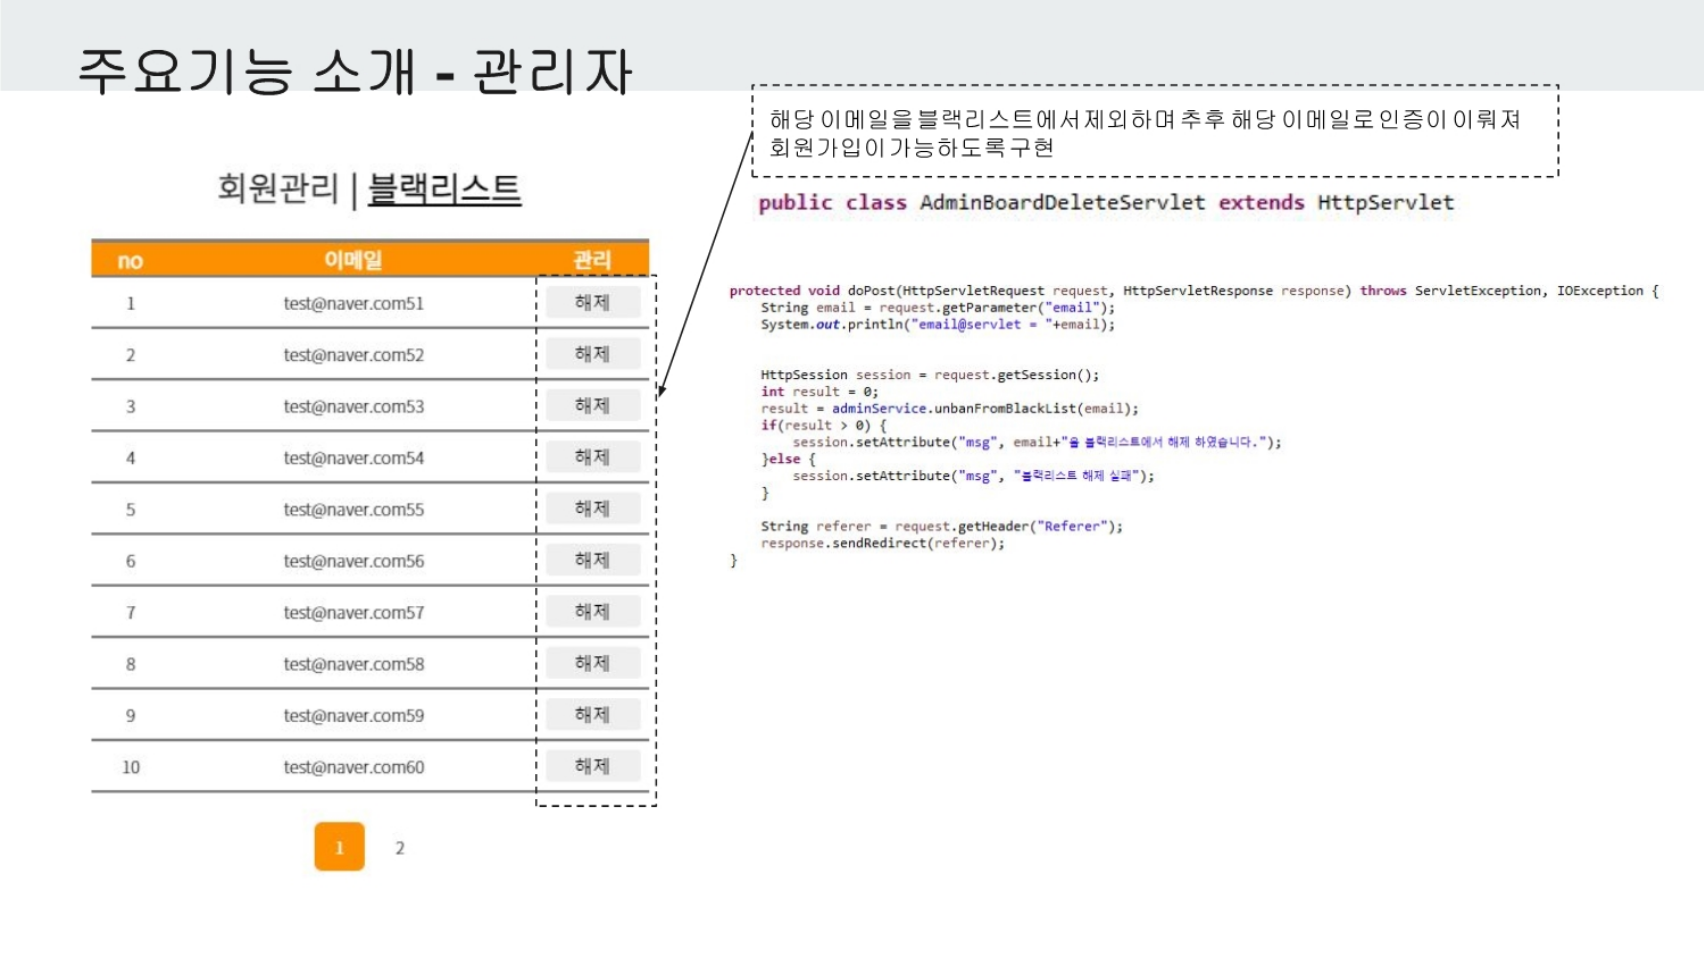 주요기능 소개 - 관리자
해당 이메일을 블랙리스트에서 제외하며 추후 해당 이메일로 인증이 이뤄져
회원가입이 가능하도록 구현
회원관리 | 블랙리스트
no 이메일 관리
1 test@naver.com51 해제
2 test@naver.com52 해제
3 test@naver.com53 해제
4 test@naver.com54 해제
5 test@naver.com55 해제
6 test@naver.com56 해제
7 test@naver.com57 해제
8 test@naver.com58 해제
9 test@naver.com59 해제
10 test@naver.com60 해제
1 2
public class AdminBoardDeleteServlet extends HttpServlet
protected void doPost(HttpServletRequest request, HttpServletResponse response) throws ServletException, IOException {
String email = request.getParameter("email");
System.out.println("email@servlet = "+email);
HttpSession session = request.getSession();
int result = 0;
result = adminService.unbanFromBlackList(email);
if(result > 0) {
session.setAttribute("msg", email+"을 블랙리스트에서 해제 하였습니다.");
}else {
session.setAttribute("msg", "블랙리스트 해제 실패");
}
String referer = request.getHeader("Referer");
response.sendRedirect(referer);
}